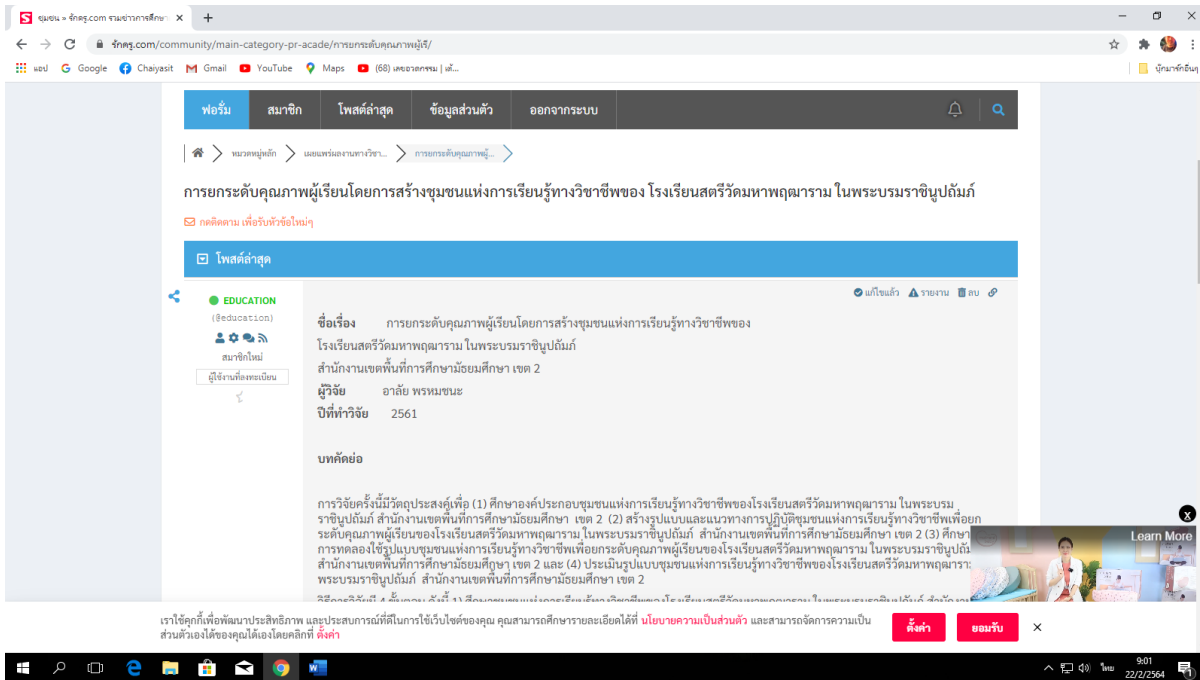 ชุมชน » รักครู.com รวมข่าวการศึกษา
รักครู.com/community/main-category-pr-acade/การยกระดับคุณภาพผู้เรี/
แอป Google Chaiyasit Gmail YouTube Maps (68) เลขอวดกรรม | เต้... บุ๊กมาร์กอื่นๆ
ฟอรั่ม สมาชิก โพสต์ล่าสุด ข้อมูลส่วนตัว ออกจากระบบ
หมวดหมู่หลัก เผยแพร่ผลงานทางวิชา... การยกระดับคุณภาพผู้...
การยกระดับคุณภาพผู้เรียนโดยการสร้างชุมชนแห่งการเรียนรู้ทางวิชาชีพของ โรงเรียนสตรีวัดมหาพฤฒาราม ในพระบรมราชินูปถัมภ์
กดติดตาม เพื่อรับหัวข้อใหม่ๆ
โพสต์ล่าสุด
แก้ไขแล้ว รายงาน ลบ
EDUCATION
(@education)
สมาชิกใหม่
ผู้ใช้งานที่ลงทะเบียน
ชื่อเรื่อง การยกระดับคุณภาพผู้เรียนโดยการสร้างชุมชนแห่งการเรียนรู้ทางวิชาชีพของ
โรงเรียนสตรีวัดมหาพฤฒาราม ในพระบรมราชินูปถัมภ์
สำนักงานเขตพื้นที่การศึกษามัธยมศึกษา เขต 2
ผู้วิจัย อาลัย พรหมชนะ
ปีที่ทำวิจัย 2561
บทคัดย่อ
การวิจัยครั้งนี้มีวัตถุประสงค์เพื่อ (1) ศึกษาองค์ประกอบชุมชนแห่งการเรียนรู้ทางวิชาชีพของโรงเรียนสตรีวัดมหาพฤฒาราม ในพระบรม
ราชินูปถัมภ์ สำนักงานเขตพื้นที่การศึกษามัธยมศึกษา เขต 2 (2) สร้างรูปแบบและแนวทางการปฏิบัติชุมชนแห่งการเรียนรู้ทางวิชาชีพเพื่อยก
ระดับคุณภาพผู้เรียนของโรงเรียนสตรีวัดมหาพฤฒาราม ในพระบรมราชินูปถัมภ์ สำนักงานเขตพื้นที่การศึกษามัธยมศึกษา เขต 2 (3) ศึกษา
การทดลองใช้รูปแบบชุมชนแห่งการเรียนรู้ทางวิชาชีพเพื่อยกระดับคุณภาพผู้เรียนของโรงเรียนสตรีวัดมหาพฤฒาราม ในพระบรมราชินูปถัม
สำนักงานเขตพื้นที่การศึกษามัธยมศึกษา เขต 2 และ (4) ประเมินรูปแบบชุมชนแห่งการเรียนรู้ทางวิชาชีพของโรงเรียนสตรีวัดมหาพฤฒารา
พระบรมราชินูปถัมภ์ สำนักงานเขตพื้นที่การศึกษามัธยมศึกษา เขต 2
X
Learn More
เราใช้คุกกี้เพื่อพัฒนาประสิทธิภาพ และประสบการณ์ที่ดีในการใช้เว็บไซต์ของคุณ คุณสามารถศึกษารายละเอียดได้ที่ นโยบายความเป็นส่วนตัว และสามารถจัดการความเป็น
ส่วนตัวเองได้ของคุณได้เองโดยคลิกที่ ตั้งค่า
ตั้งค่า ยอมรับ
ไทย 9:01
22/2/2564